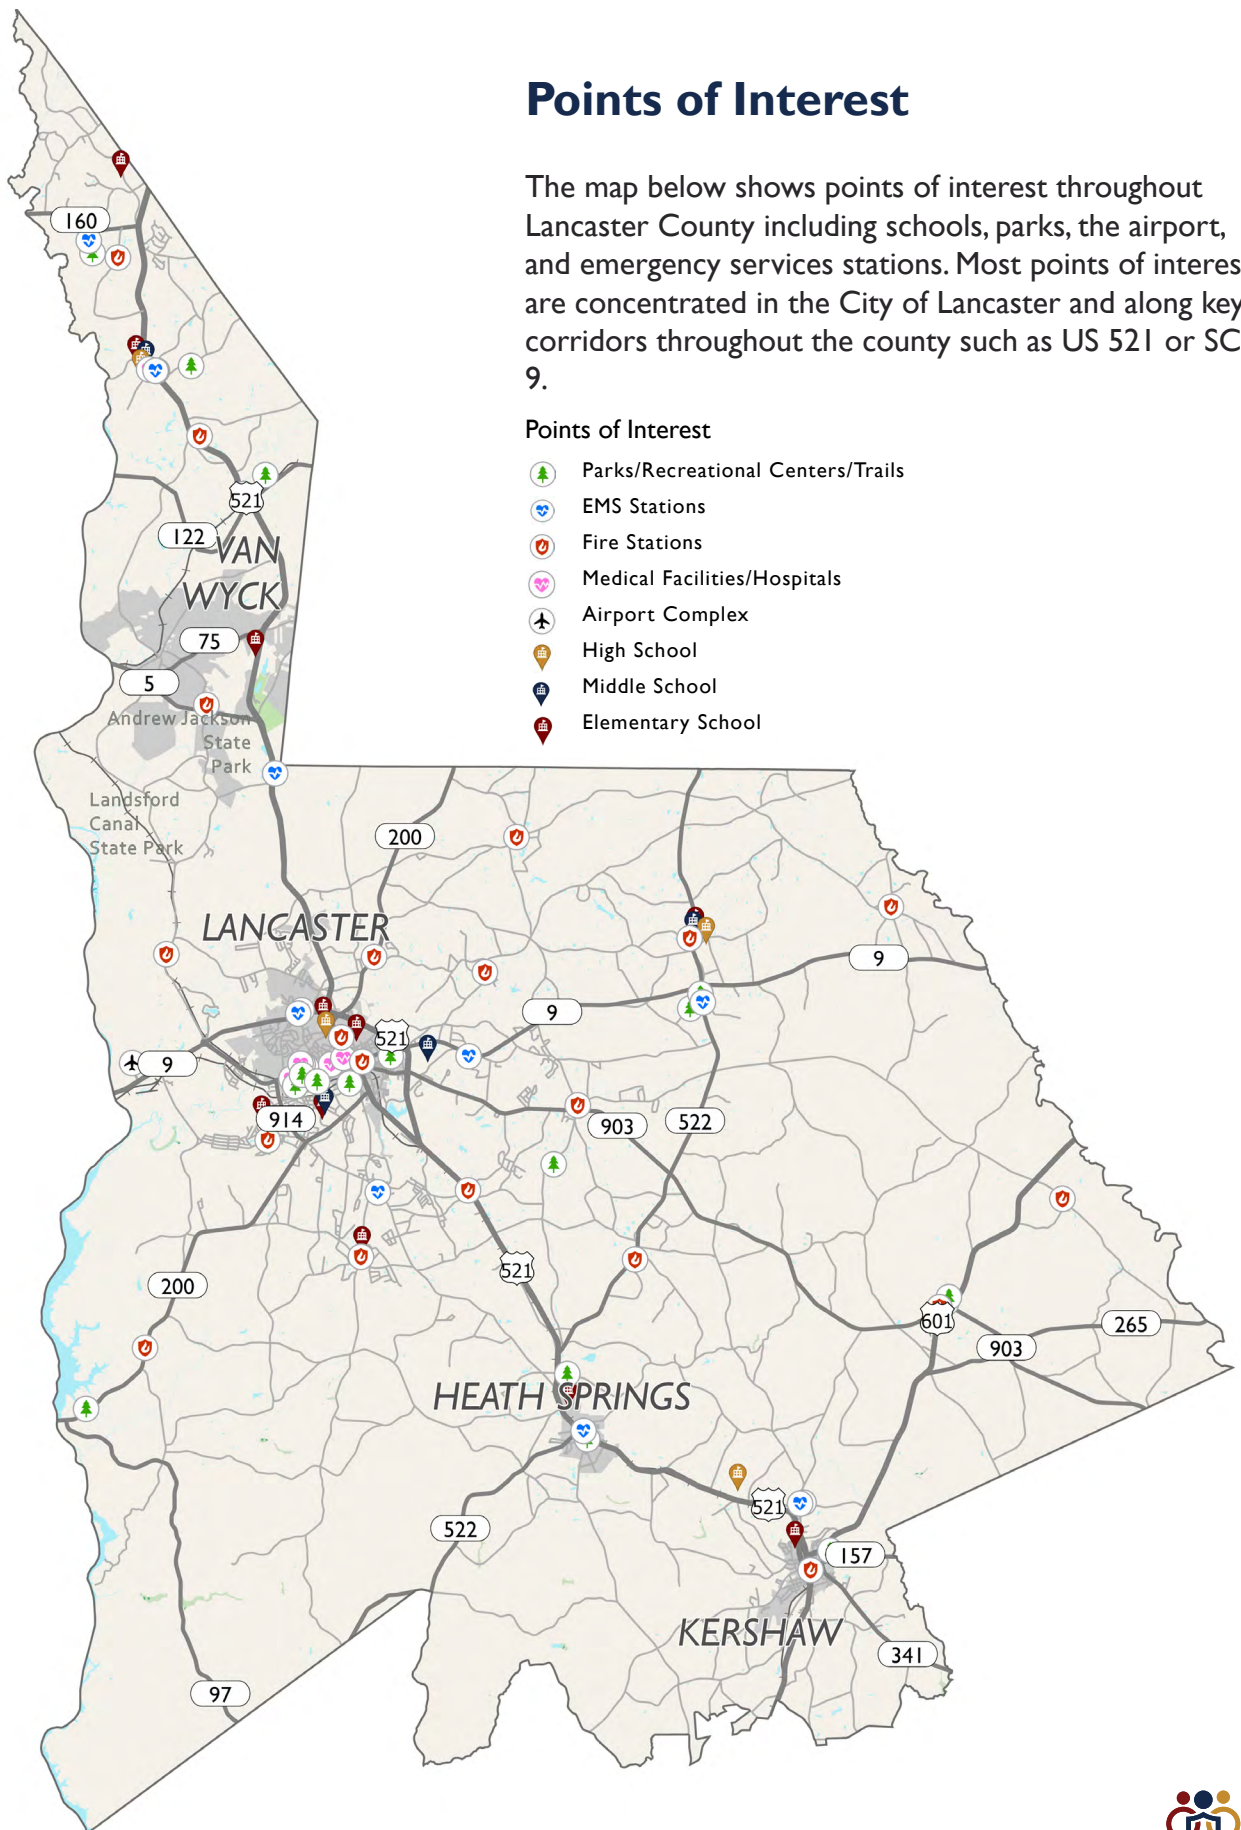 Points of Interest
The map below shows points of interest throughout
Lancaster County including schools, parks, the airport,
and emergency services stations. Most points of interes
are concentrated in the City of Lancaster and along key
corridors throughout the county such as US 521 or SC
9.
Points of Interest
Parks/Recreational Centers/Trails
EMS Stations
Fire Stations
Medical Facilities/Hospitals
Airport Complex
High School
Middle School
Elementary School
160
521
122
VAN
WYCK
75
5
Andrew Jackson
State
Park
Landsford
Canal
State Park
200
LANCASTER
9
9
521
9
914
903
522
200
521
601
265
903
HEATH SPRINGS
521
522
157
KERSHAW
341
97